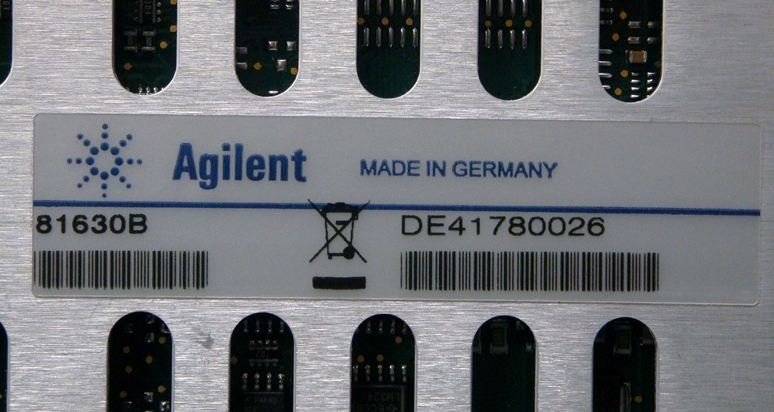 Agilent MADE IN GERMANY
81630B DE41780026